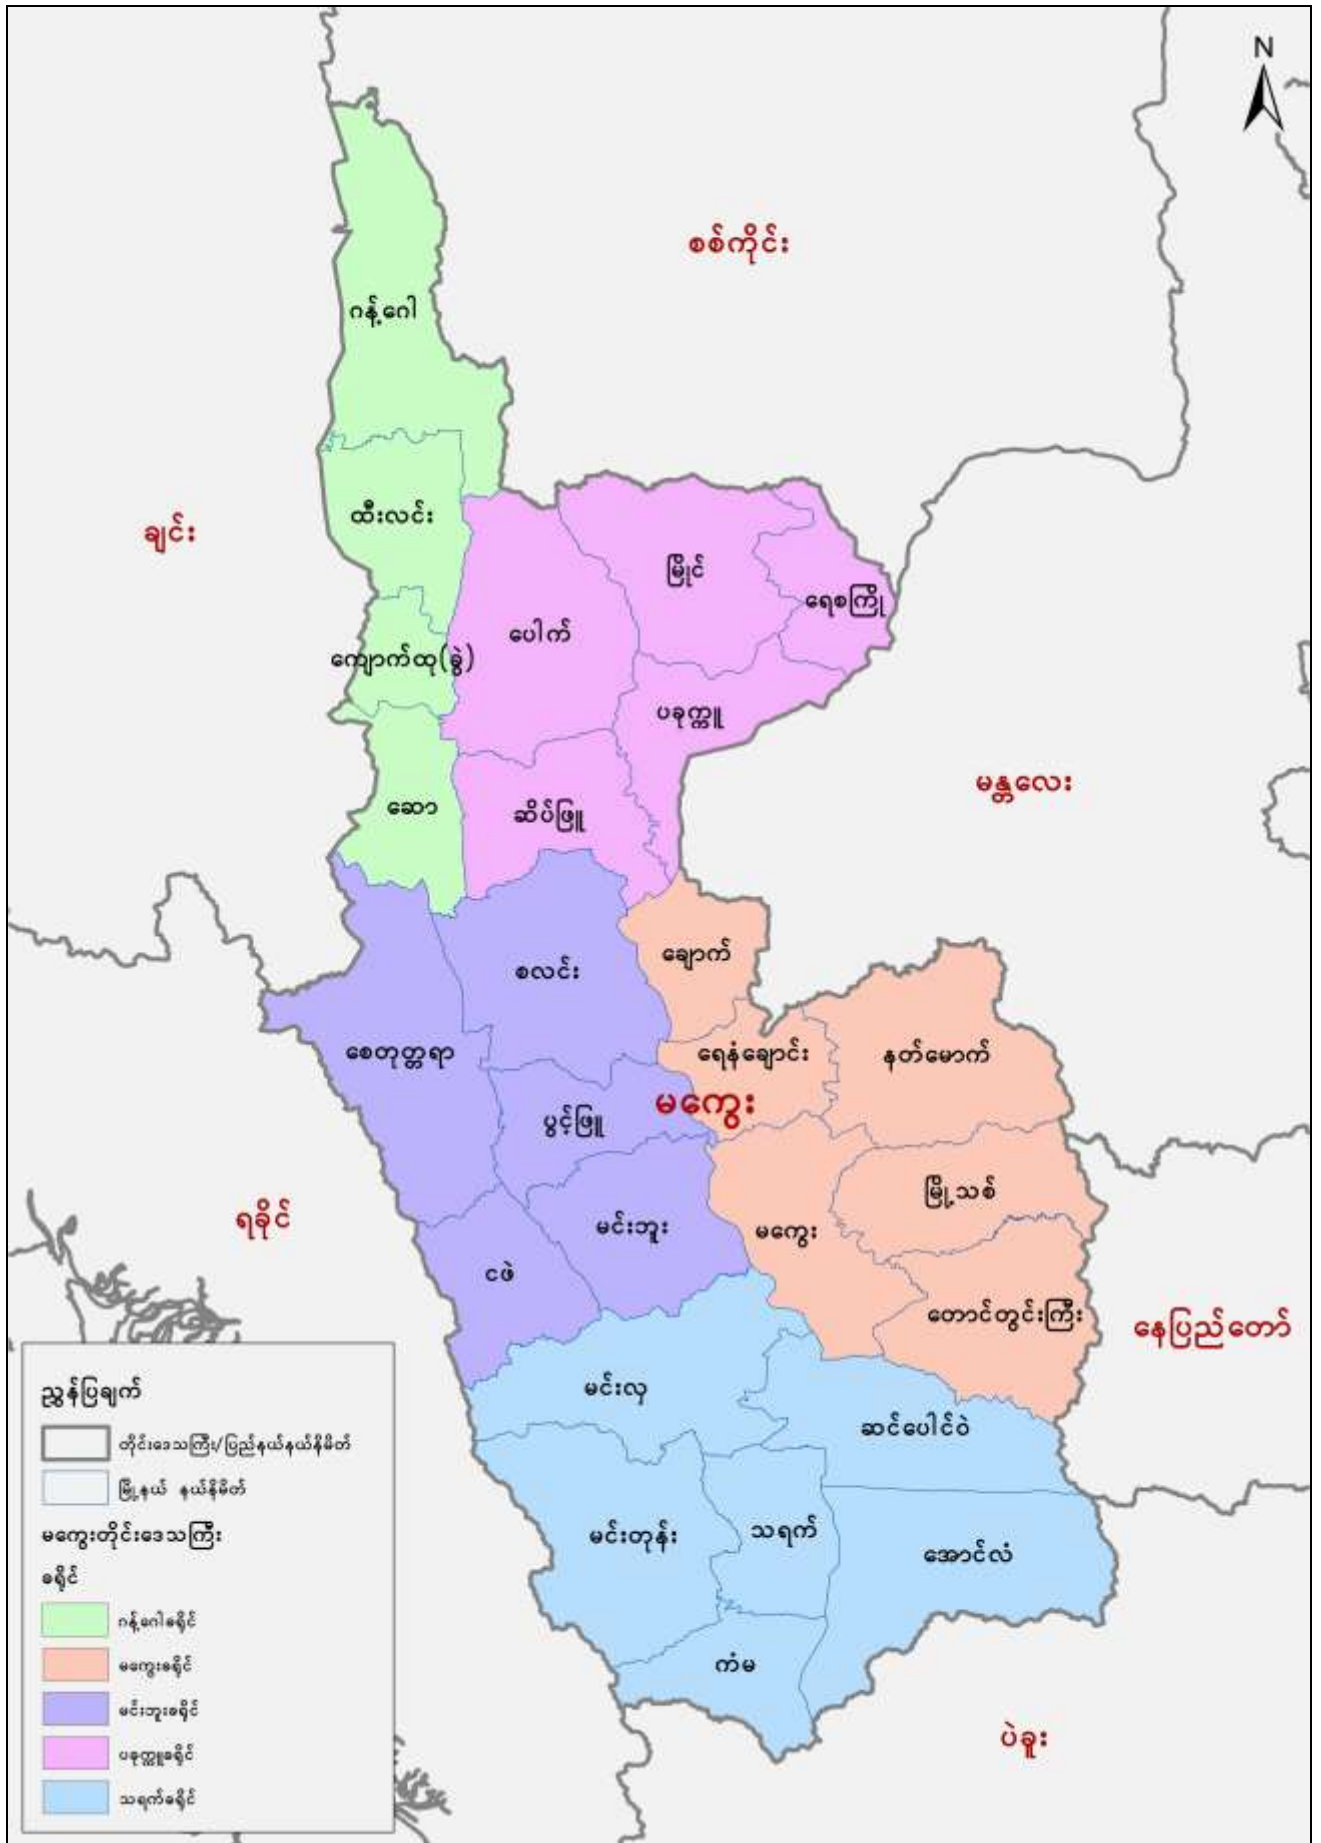 N
စစ်ကိုင်း
ဂန့်ဂေါ
ထီးလင်း
ချင်း
မြိုင်
ရေစကြို
ပေါက်
ကျောက်ထု(ခွဲ)
ပခုက္ကူ
မန္တလေး
ဆော
ဆိပ်ဖြူ
ချောက်
စလင်း
စေတုတ္တရာ
ရေနံချောင်း
နတ်မောက်
မကွေး
ပွင့်ဖြူ
မြို့သစ်
ရခိုင်
မင်းဘူး
မကွေး
ငဖဲ
တောင်တွင်းကြီး
နေပြည်တော်
မင်းလှ
ဆင်ပေါင်ဝဲ
မင်းတုန်း
သရက်
အောင်လံ
ကံမ
ပဲခူး
ညွှန်ပြချက်
တိုင်းဒေသကြီး/ပြည်နယ်နယ်နိမိတ်
မြို့နယ် နယ်နိမိတ်
မကွေးတိုင်းဒေသကြီး
ခရိုင်
ဂန့်ဂေါခရိုင်
မကွေးခရိုင်
မင်းဘူးခရိုင်
ပခုက္ကူခရိုင်
သရက်ခရိုင်